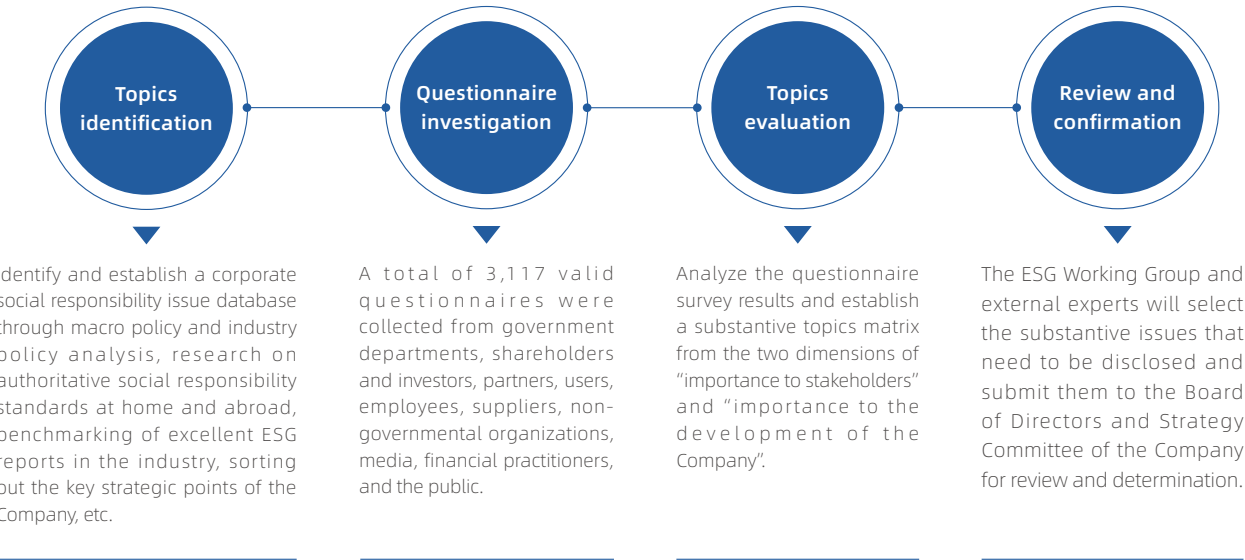 Topics
identification
Questionnaire
investigation
Topics
evaluation
Review and
confirmation
dentify and establish a corporate
social responsibility issue database
through macro policy and industry
policy analysis, research on
authoritative social responsibility
standards at home and abroad,
benchmarking of excellent ESG
reports in the industry, sorting
out the key strategic points of the
Company, etc.
A total of 3,117 valid
questionnaires were
collected from government
departments, shareholders
and investors, partners, users,
employees, suppliers, non-
governmental organizations,
media, financial practitioners,
and the public.
Analyze the questionnaire
survey results and establish
a substantive topics matrix
from the two dimensions of
“importance to stakeholders”
and “importance to the
development of the
Company”.
The ESG Working Group and
external experts will select
the substantive issues that
need to be disclosed and
submit them to the Board
of Directors and Strategy
Committee of the Company
for review and determination.